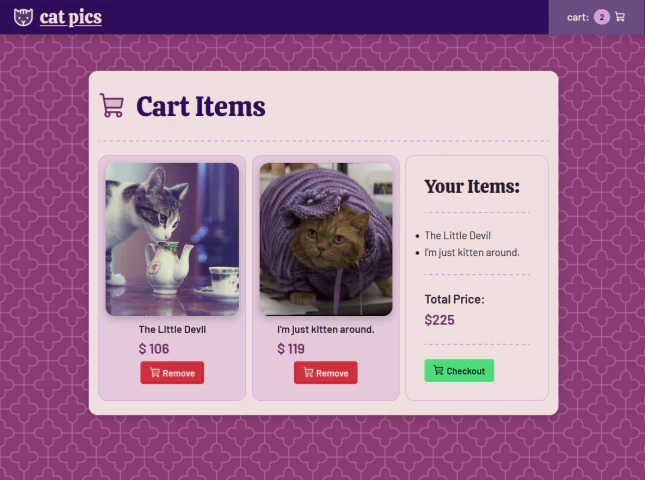 cat pics
cart: 2
Cart Items
The Little Devil
$ 106
Remove
I'm just kitten around.
$ 119
Remove
Your Items:
The Little Devil
I'm just kitten around.
Total Price:
$225
Checkout